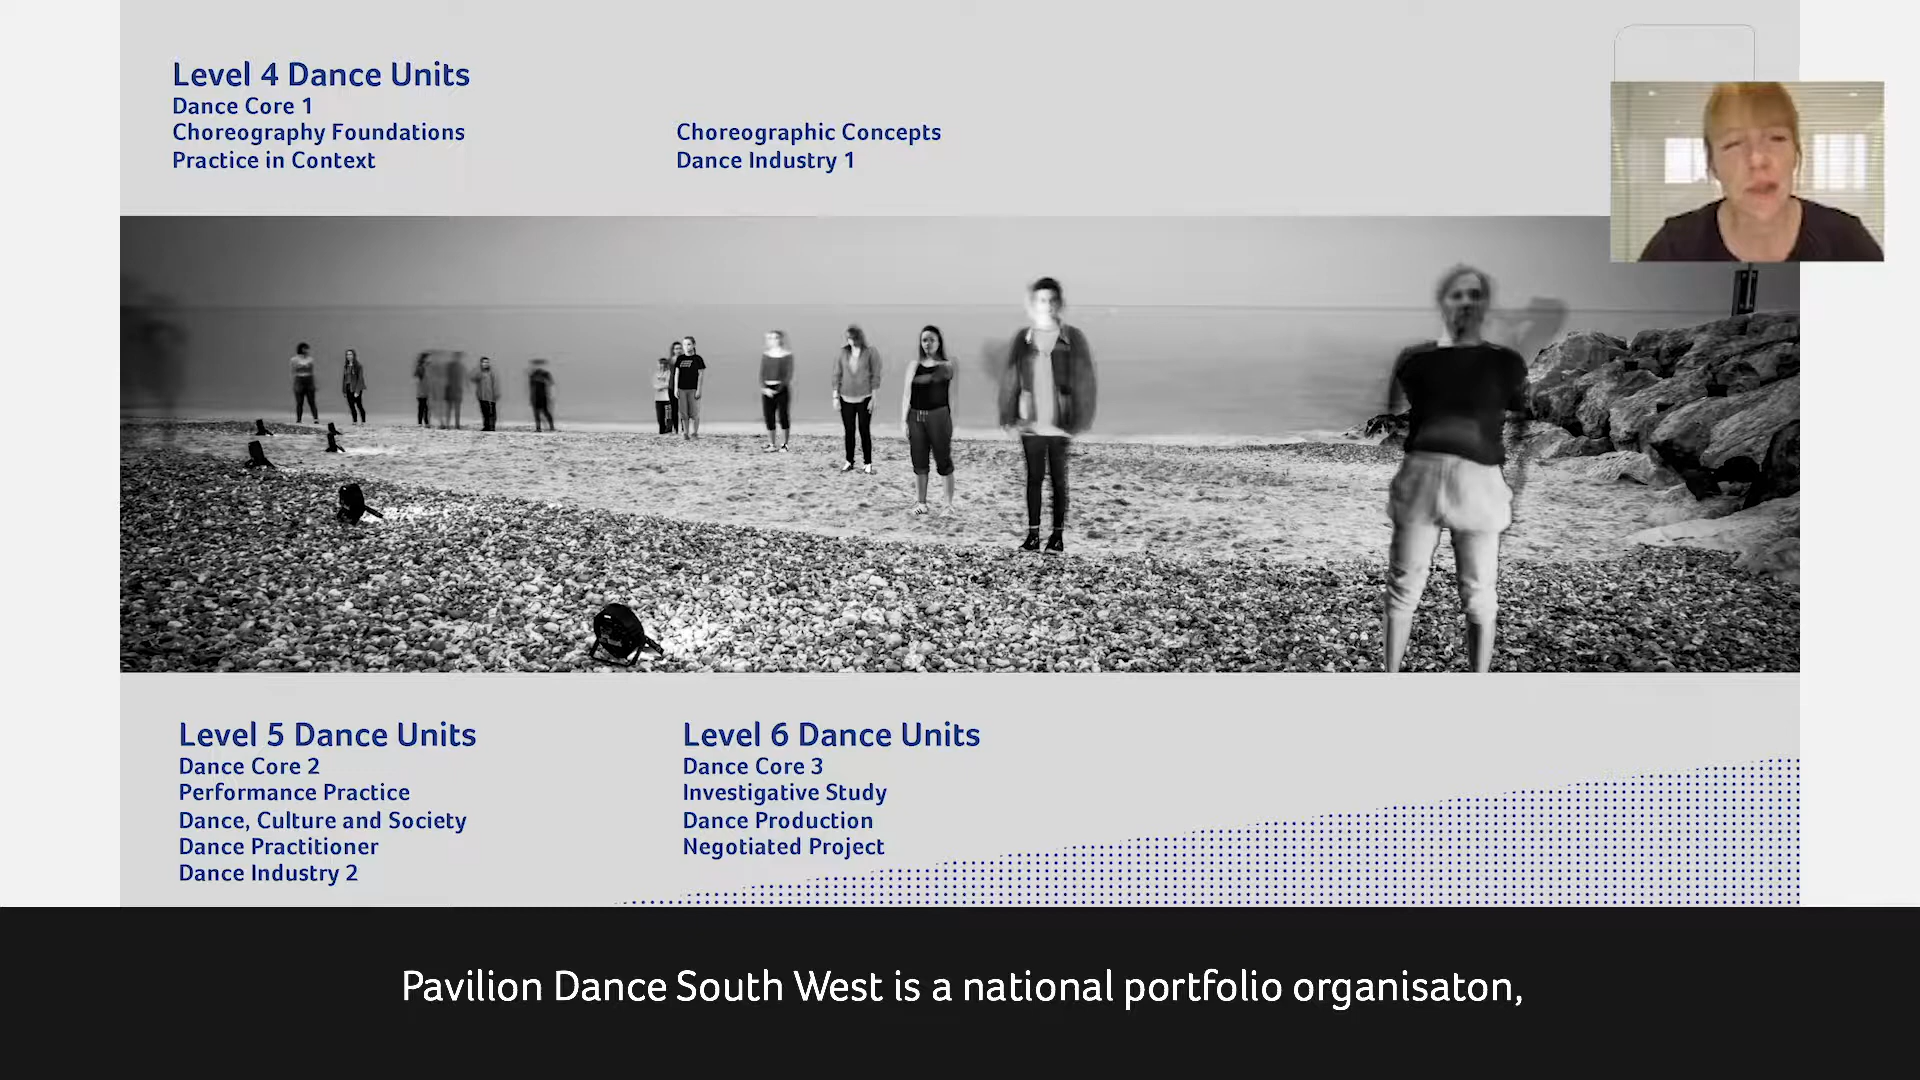 Level 4 Dance Units
Dance Core 1
Choreography Foundations
Practice in Context
Choreographic Concepts
Dance Industry 1
Level 5 Dance Units
Dance Core 2
Performance Practice
Dance, Culture and Society
Dance Practitioner
Dance Industry 2
Level 6 Dance Units
Dance Core 3
Investigative Study
Dance Production
Negotiated Project
Pavilion Dance South West is a national portfolio organisaton,